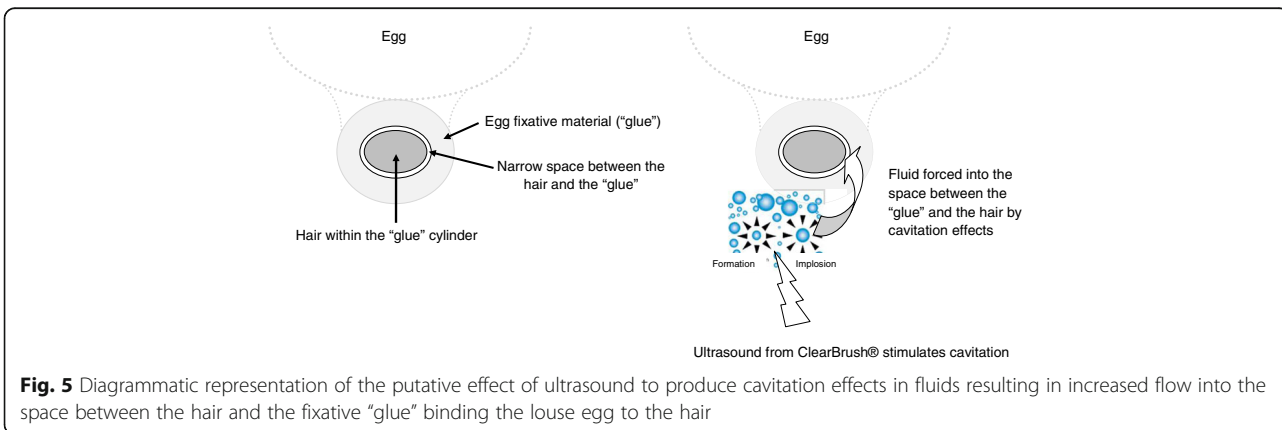 Egg
Egg fixative material ("glue")
Narrow space between the
hair and the "glue"
Hair within the "glue" cylinder
Egg
Fluid forced into the
space between the
"glue" and the hair by
cavitation effects
Formation
Implosion
Ultrasound from ClearBrush® stimulates cavitation
Fig. 5 Diagrammatic representation of the putative effect of ultrasound to produce cavitation effects in fluids resulting in increased flow into the
space between the hair and the fixative "glue" binding the louse egg to the hair